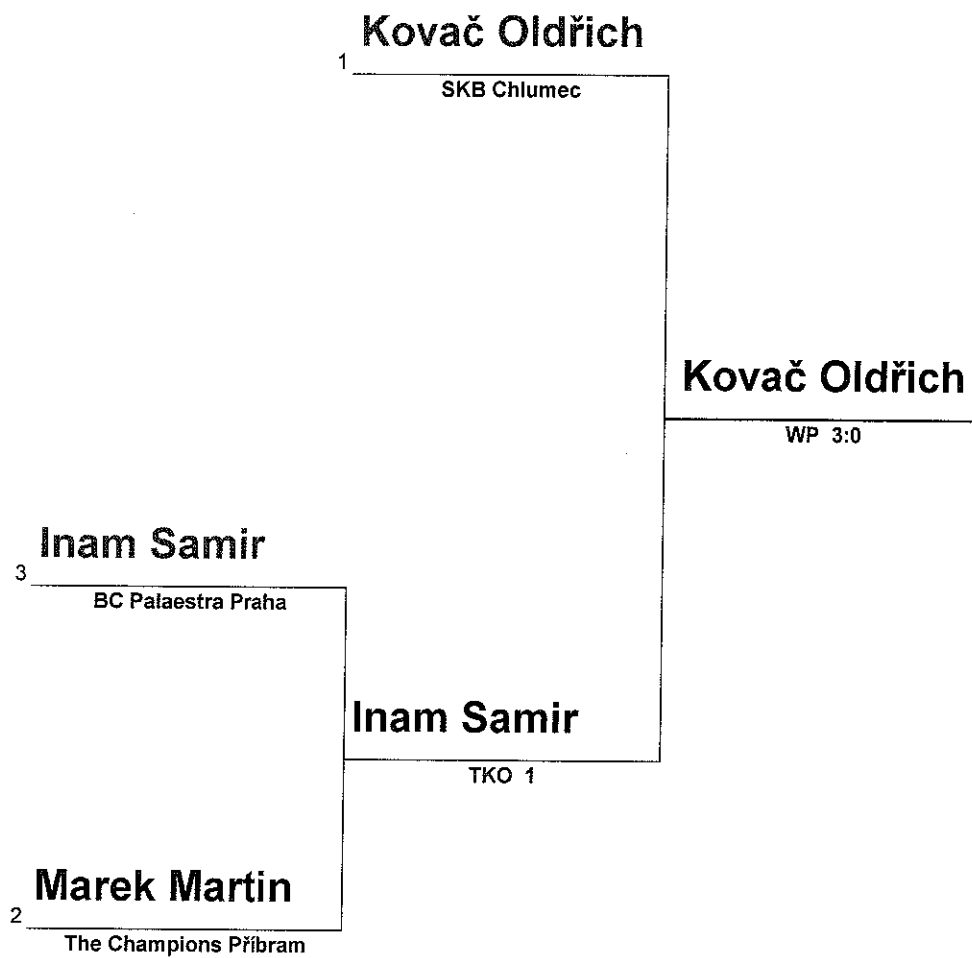 Kovač Oldřich
1
SKB Chlumec
Kovač Oldřich
WP 3:0
Inam Samir
3
BC Palaestra Praha
Inam Samir
TKO 1
Marek Martin
2
The Champions Příbram